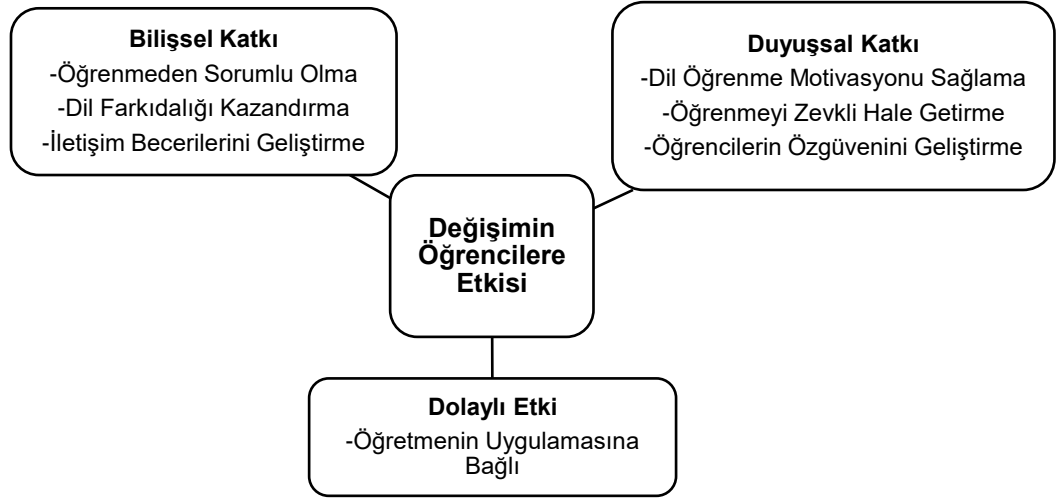 Bilişsel Katkı
-Öğrenmeden Sorumlu Olma
-Dil Farkıdalığı Kazandırma
-İletişim Becerilerini Geliştirme
Duyuşsal Katkı
-Dil Öğrenme Motivasyonu Sağlama
-Öğrenmeyi Zevkli Hale Getirme
-Öğrencilerin Özgüvenini Geliştirme
Değişimin
Öğrencilere
Etkisi
Dolaylı Etki
-Öğretmenin Uygulamasına
Bağlı